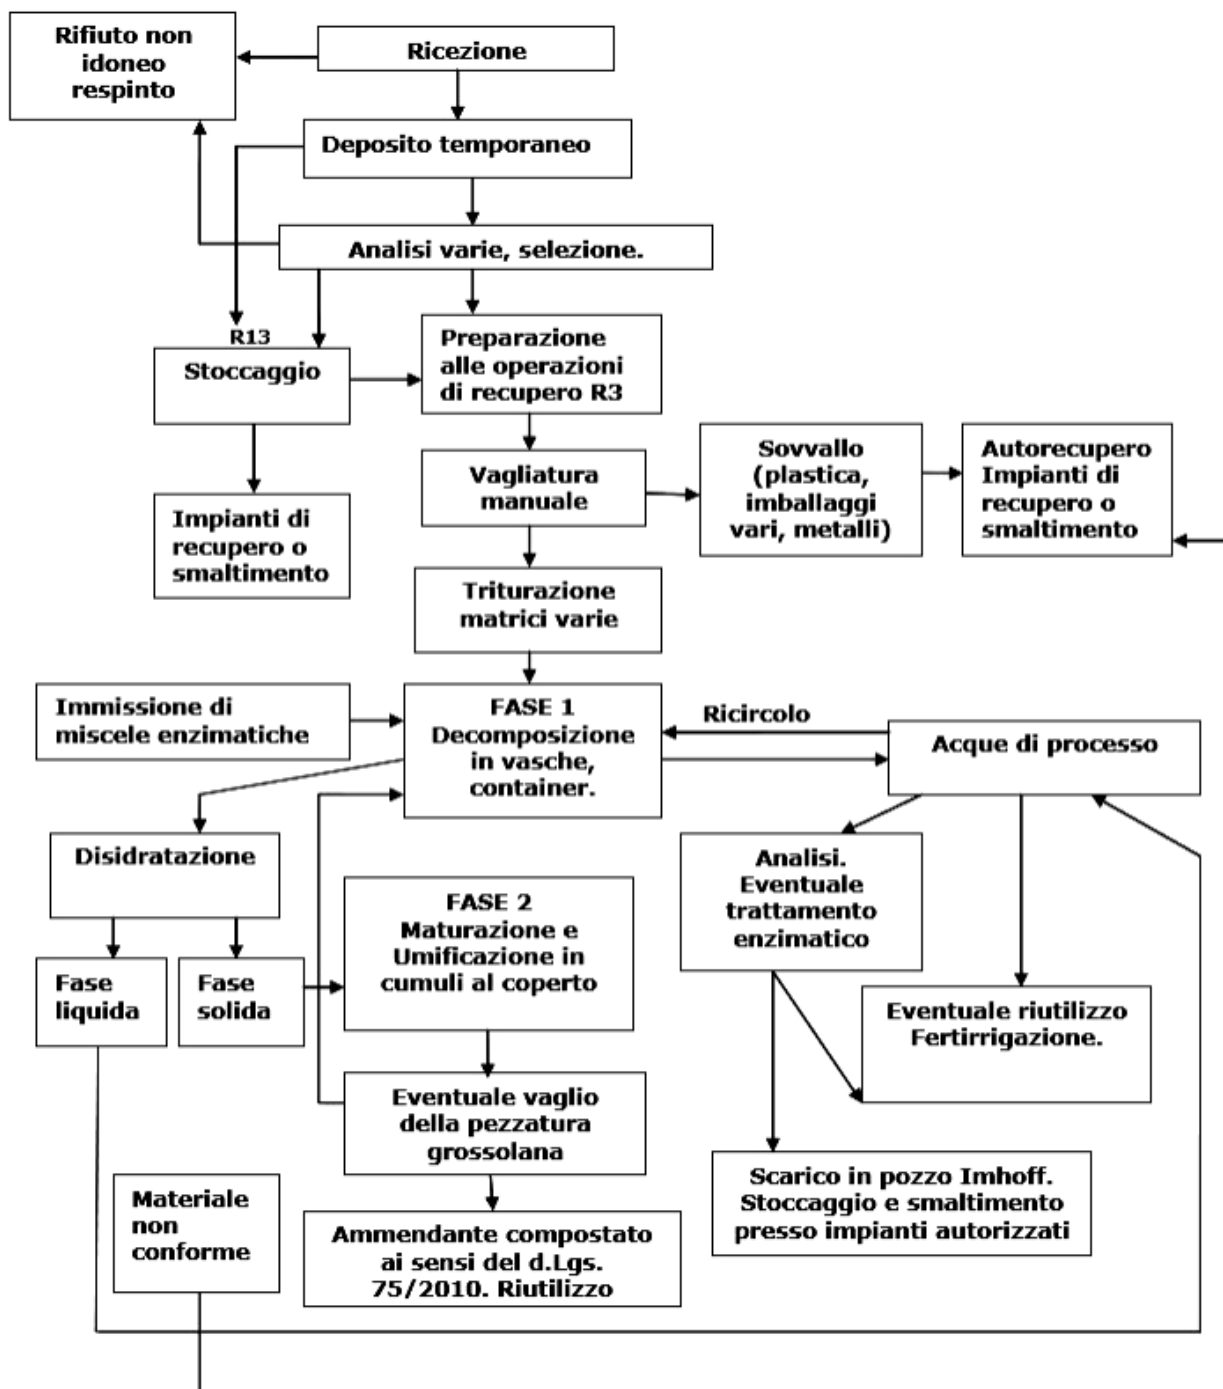 Rifiuto non
idoneo
respinto
Ricezione
Deposito temporaneo
Analisi varie, selezione.
R13
Stoccaggio
Preparazione
alle operazioni
di recupero R3
Impianti di
recupero o
smaltimento
Vagliatura
manuale
Sovvallo
(plastica,
imballaggi
vari, metalli)
Autorecupero
Impianti di
recupero o
smaltimento
Triturazione
matrici varie
Immissione di
miscele enzimatiche
FASE 1
Decomposizione
in vasche,
container.
Ricircolo
Acque di processo
Disidratazione
Fase
liquida
Fase
solida
FASE 2
Maturazione e
Umificazione in
cumuli al coperto
Analisi.
Eventuale
trattamento
enzimatico
Eventuale riutilizzo
Fertirrigazione.
Eventuale vaglio
della pezzatura
grossolana
Scarico in pozzo Imhoff.
Stoccaggio e smaltimento
presso impianti autorizzati
Materiale
non
conforme
Ammendante compostato
ai sensi del d.Lgs.
75/2010. Riutilizzo